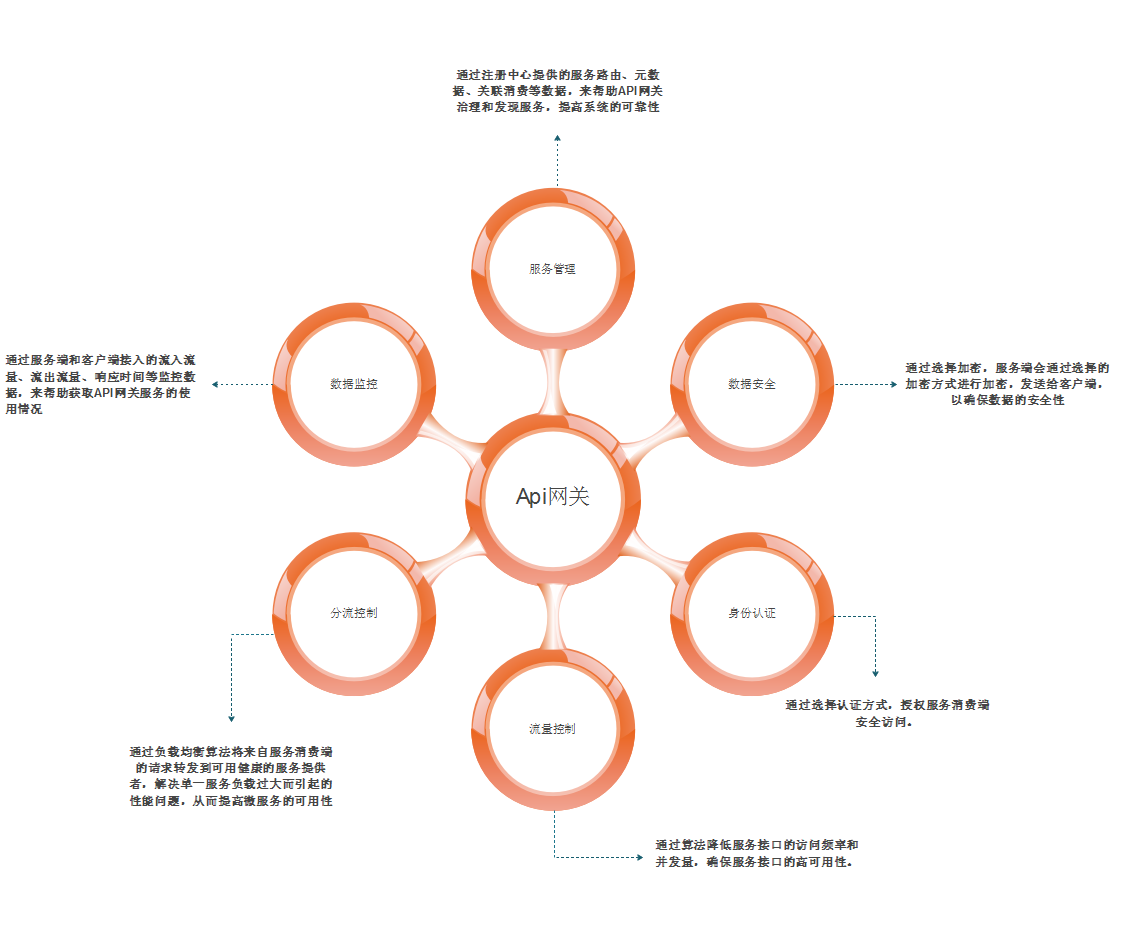 通过注册中心提供的服务路由、元数
据、关联消费等数据，来帮助API网关
治理和发现服务，提高系统的可靠性
服务管理
数据监控
数据安全
通过服务端和客户端接入的流入流
量、流出流量、响应时间等监控数
据，来帮助获取API网关服务的使
用情况
通过选择加密，服务端会通过选择的
加密方式进行加密，发送给客户端，
以确保数据的安全性
Api网关
分流控制
身份认证
通过选择认证方式，授权服务消费端
安全访问。
流量控制
通过负载均衡算法将来自服务消费端
的请求转发到可用健康的服务提供
者，解决单一服务负载过大而引起的
性能问题，从而提高微服务的可用性
通过算法降低服务接口的访问频率和
并发量，确保服务接口的高可用性。